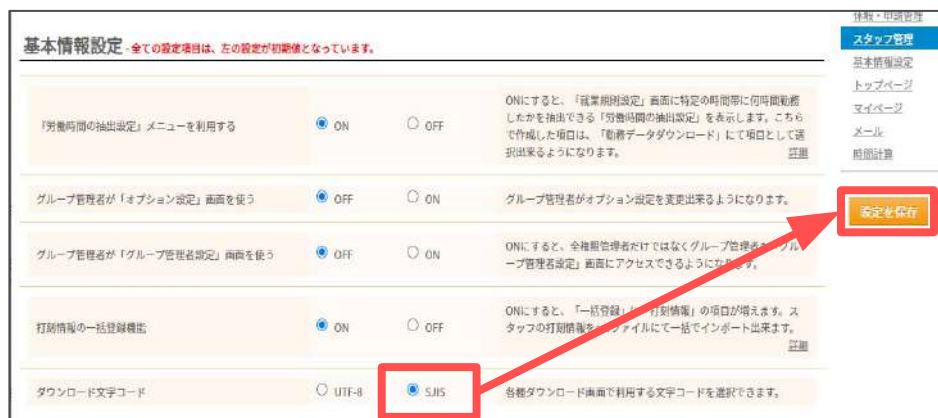 基本情報設定 - 全ての設定項目は、左の設定が初期値となっています。
『労働時間の抽出設定』メニューを利用する
ON
OFF
ONにすると、「就業規則設定」画面に特定の時間帯に何時間勤務
したかを抽出できる「労働時間の抽出設定」を表示します。こちら
で作成した項目は、「勤務データダウンロード」にて項目として選
択出来るようになります。
詳細
グループ管理者が「オプション設定」画面を使う
OFF
ON
グループ管理者がオプション設定を変更出来るようになります。
グループ管理者が「グループ管理者設定」画面を使う
OFF
ON
ONにすると、全権限管理者だけではなくグループ管理者
ープ管理者設定」画面にアクセスできるようになります。
打刻情報の一括登録機能
ON
OFF
ONにすると、「一括登録」 打刻情報」の項目が増えます。ス
タッフの打刻情報を ファイルにて一括でインポート出来ます。
詳細
ダウンロード文字コード
UTF-8
SJIS
各種ダウンロード画面で利用する文字コードを選択できます。
休暇・申請管理
スタッフ管理
基本情報設定
トップページ
マイページ
メール
時間計算
設定を保存